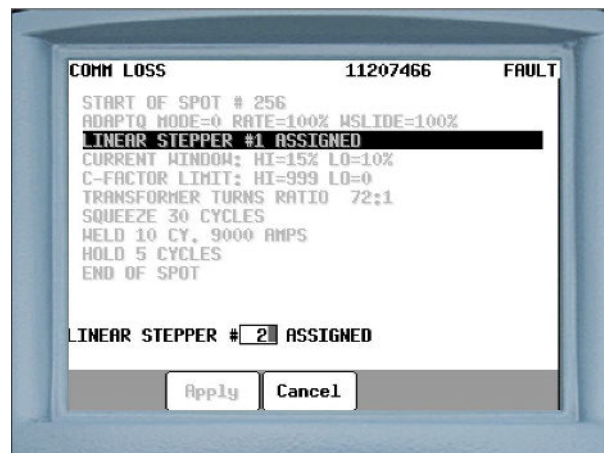 COMM LOSS 11207466 FAULT
START OF SPOT # 256
ADAPTQ MODE=0 RATE=100% WSLIDE=100%
LINEAR STEPPER #1 ASSIGNED
CURRENT WINDOW: HI=15% LO=10%
C-FACTOR LIMIT: HI=999 LO=0
TRANSFORMER TURNS RATIO 72:1
SQUEEZE 30 CYCLES
WELD 10 CY, 9000 AMPS
HOLD 5 CYCLES
END OF SPOT
LINEAR STEPPER # 2 ASSIGNED
Apply Cancel